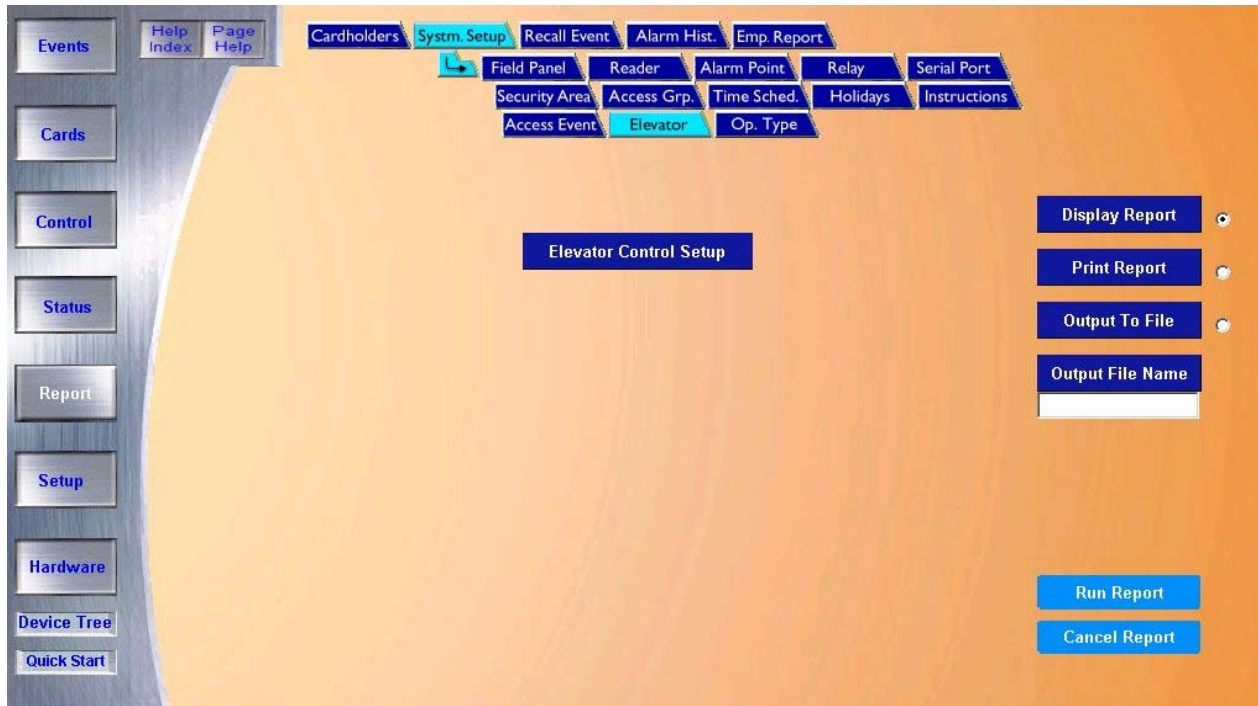 Events
Help Index
Page Help
Cardholders
Systm. Setup
Recall Event
Alarm Hist.
Emp. Report
Field Panel
Reader
Alarm Point
Relay
Serial Port
Security Area
Access Grp.
Time Sched.
Holidays
Instructions
Access Event
Elevator
Op. Type
Cards
Control
Status
Report
Setup
Hardware
Device Tree
Quick Start
Elevator Control Setup
Display Report
Print Report
Output To File
Output File Name
Run Report
Cancel Report